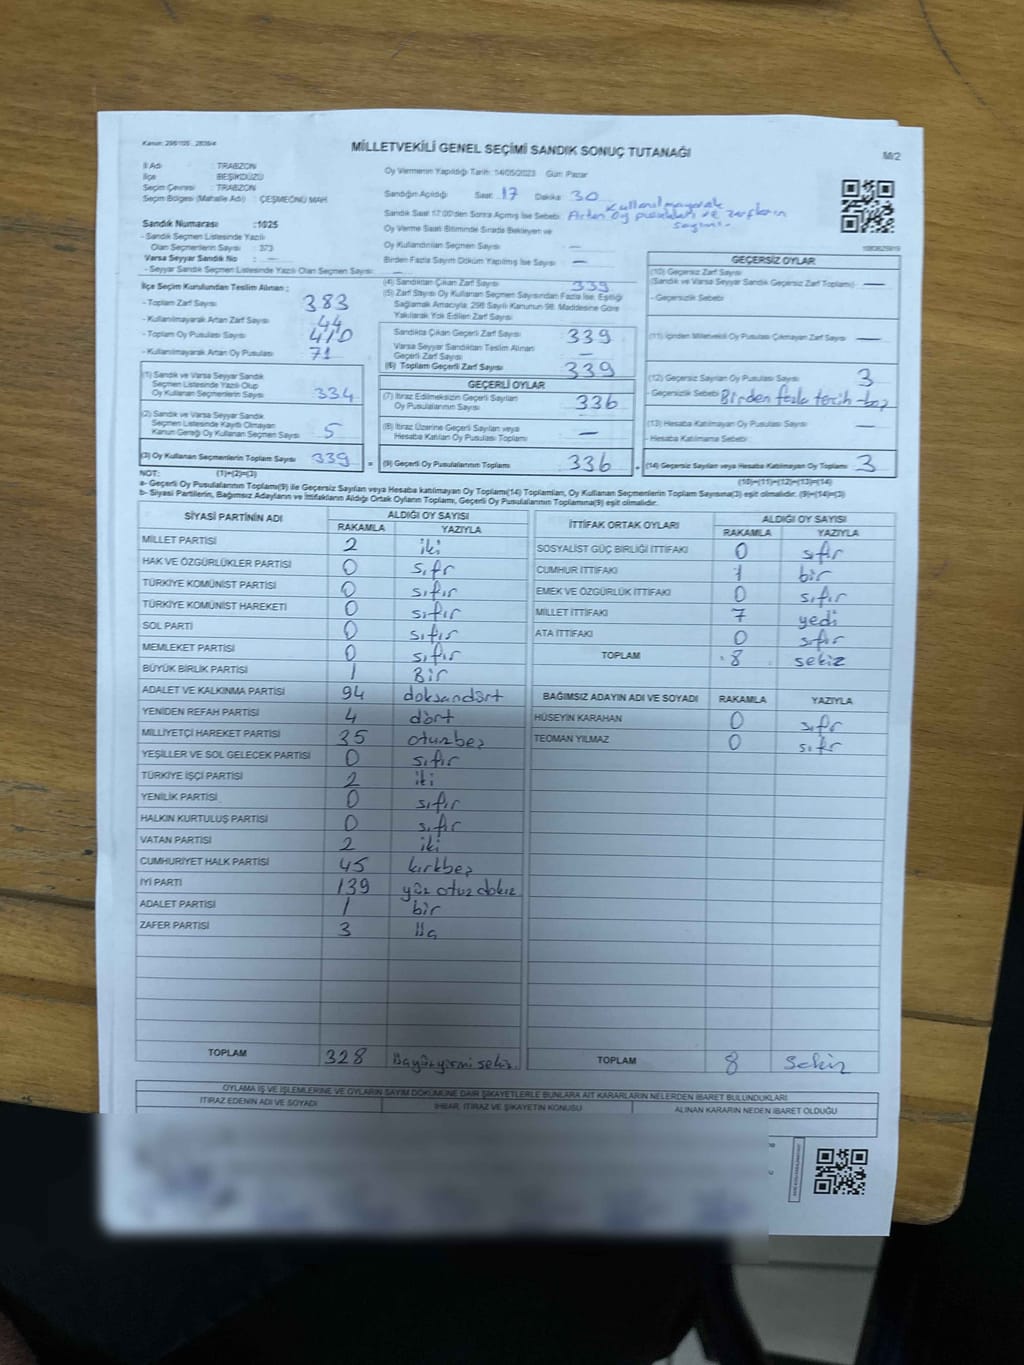 Kanun: 298/105 , 2839/4
MİLLETVEKİLİ GENEL SEÇİMİ SANDIK SONUÇ TUTANAĞI
M/2
İl Adı : TRABZON
İlçe : BEŞİKDÜZÜ
Seçim Çevresi : TRABZON
Seçim Bölgesi (Mahalle Adı) : ÇEŞMEÖNÜ MAH.
Sandık Numarası :1025
- Sandık Seçmen Listesinde Yazılı
Olan Seçmenlerin Sayısı : 373
Varsa Seyyar Sandık No : —
- Seyyar Sandık Seçmen Listesinde Yazılı Olan Seçmen Sayısı : —
Oy Vermenin Yapıldığı Tarih: 14/05/2023 Gün: Pazar
Sandığın Açıldığı Saat: 17 Dakika: 30
Kullanılmayarak
Sandık Saat 17:00'den Sonra Açılmış İse Sebebi: Artan oy pusulaları ve zarfların
sayımı.
Oy Verme Saati Bitiminde Sırada Bekleyen ve
Oy Kullandırılan Seçmen Sayısı —
Birden Fazla Sayım Döküm Yapılmış İse Sayısı —
İlçe Seçim Kurulundan Teslim Alınan ;
- Toplam Zarf Sayısı 383
- Kullanılmayarak Artan Zarf Sayısı 44
- Toplam Oy Pusulası 410
- Kullanılmayarak Artan Oy Pusulası 71
(1) Sandık ve Varsa Seyyar Sandık
Seçmen Listesinde Yazılı Olup
Oy Kullanan Seçmenlerin Sayısı 334
(2) Sandık ve Varsa Seyyar Sandık
Seçmen Listesinde Kayıtlı Olmayan
Kanun Gereği Oy Kullanan Seçmen Sayısı 5
(3) Oy Kullanan Seçmenlerin Toplam Sayısı 339
(4) Sandıktan Çıkan Zarf Sayısı 339
(5) Zarf Sayısı Oy Kullanan Seçmen Sayısından Fazla İse, Eşitliği
Sağlamak Amacıyla, 298 Sayılı Kanunun 98. Maddesine Göre
Yakılarak Yok Edilen Zarf Sayısı
Sandıkta Çıkan Geçerli Zarf Sayısı 339
Varsa Seyyar Sandıktan Teslim Alınan
Geçerli Zarf Sayısı —
(6) Toplam Geçerli Zarf Sayısı 339
GEÇERLİ OYLAR
(7) İtiraz Edilmeksizin Geçerli Sayılan
Oy Pusulalarının Sayısı 336
(8) İtiraz Üzerine Geçerli Sayılan veya
Hesaba Katılan Oy Pusulası Toplamı —
= (9) Geçerli Oy Pusulalarının Toplamı 336
GEÇERSİZ OYLAR
(10) Geçersiz Zarf Sayısı
(Sandık ve Varsa Seyyar Sandık Geçersiz Zarf Toplamı) —
- Geçersizlik Sebebi
(11) İçinden Milletvekili Oy Pusulası Çıkmayan Zarf Sayısı —
(12) Geçersiz Sayılan Oy Pusulası Sayısı 3
- Geçersizlik Sebebi Birden fazla tercih-boş
(13) Hesaba Katılmayan Oy Pusulası Sayısı —
- Hesaba Katılmama Sebebi
+ (14) Geçersiz Sayılan veya Hesaba Katılmayan Oy Toplamı 3
NOT: (1)+(2)=(3) (10)+(11)+(12)+(13)=(14)
a- Geçerli Oy Pusulalarının Toplamı(9) ile Geçersiz Sayılan veya Hesaba katılmayan Oy Toplamı(14) Toplamları, Oy Kullanan Seçmenlerin Toplam Sayısına(3) eşit olmalıdır. (9)+(14)=(3)
b- Siyasi Partilerin, Bağımsız Adayların ve İttifakların Aldığı Ortak Oyların Toplamı, Geçerli Oy Pusulalarının Toplamına(9) eşit olmalıdır.
SİYASİ PARTİNİN ADI ALDIĞI OY SAYISI
RAKAMLA YAZIYLA
MİLLET PARTİSİ 2 iki
HAK VE ÖZGÜRLÜKLER PARTİSİ 0 sıfır
TÜRKİYE KOMÜNİST PARTİSİ 0 sıfır
TÜRKİYE KOMÜNİST HAREKETİ 0 sıfır
SOL PARTİ 0 sıfır
MEMLEKET PARTİSİ 0 sıfır
BÜYÜK BİRLİK PARTİSİ 1 Bir
ADALET VE KALKINMA PARTİSİ 94 doksandört
YENİDEN REFAH PARTİSİ 4 dört
MİLLİYETÇİ HAREKET PARTİSİ 35 otuzbeş
YEŞİLLER VE SOL GELECEK PARTİSİ 0 sıfır
TÜRKİYE İŞÇİ PARTİSİ 2 iki
YENİLİK PARTİSİ 0 sıfır
HALKIN KURTULUŞ PARTİSİ 0 sıfır
VATAN PARTİSİ 2 iki
CUMHURİYET HALK PARTİSİ 45 kırkbeş
İYİ PARTİ 139 yüz otuz dokuz
ADALET PARTİSİ 1 bir
ZAFER PARTİSİ 3 üç
TOPLAM 328 üçyüzyirmi sekiz
İTTİFAK ORTAK OYLARI ALDIĞI OY SAYISI
RAKAMLA YAZIYLA
SOSYALİST GÜÇ BİRLİĞİ İTTİFAKI 0 sıfır
CUMHUR İTTİFAKI 1 bir
EMEK VE ÖZGÜRLÜK İTTİFAKI 0 sıfır
MİLLET İTTİFAKI 7 yedi
ATA İTTİFAKI 0 sıfır
TOPLAM 8 sekiz
BAĞIMSIZ ADAYIN ADI VE SOYADI RAKAMLA YAZIYLA
HÜSEYİN KARAHAN 0 sıfır
TEOMAN YILMAZ 0 sıfır
TOPLAM 8 sekiz
OYLAMA İŞ VE İŞLEMLERİNE VE OYLARIN SAYIM DÖKÜMÜNE DAİR ŞİKAYETLERLE BUNLARA AİT KARARLARIN NELERDEN İBARET BULUNDUKLARI
İTİRAZ EDENİN ADI VE SOYADI İHBAR, İTİRAZ VE ŞİKAYETİN KONUSU ALINAN KARARIN NEDEN İBARET OLDUĞU